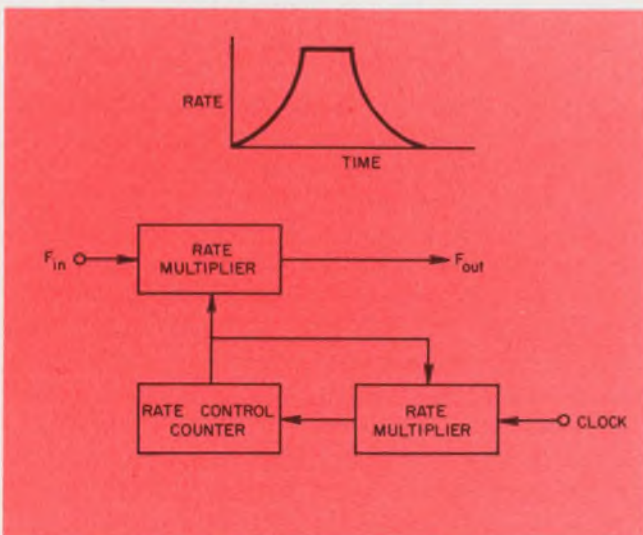 RATE
TIME
F_in
RATE
MULTIPLIER
F_out
RATE CONTROL
COUNTER
RATE
MULTIPLIER
CLOCK